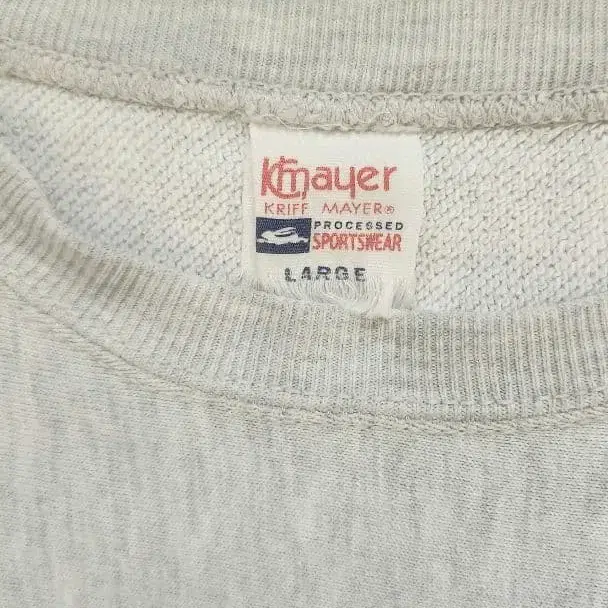 Kmayer
KRIFF MAYER®
PROCESSED
SPORTSWEAR
LARGE